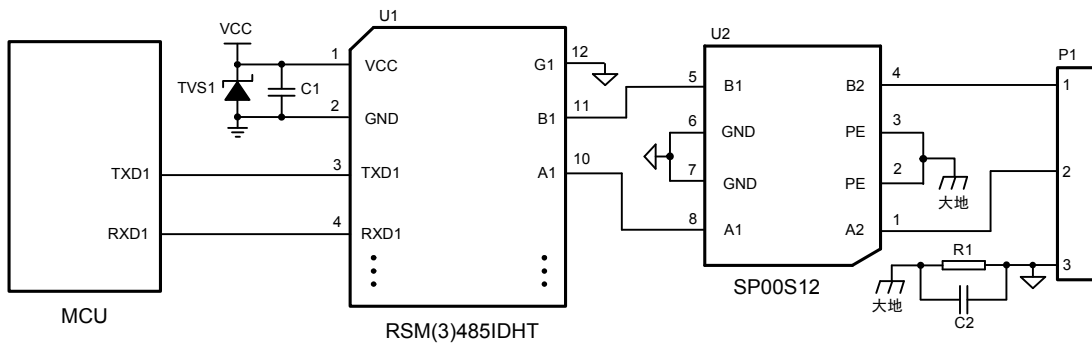 U1
VCC
TVS1
C1
1
VCC
2
GND
TXD1
3
TXD1
RXD1
4
RXD1
MCU
G1
12
B1
11
A1
10
RSM(3)485IDHT
U2
5
B1
6
GND
7
GND
8
A1
B2
4
PE
3
PE
2
A2
1
SP00S12
大地
P1
1
2
3
R1
C2
大地